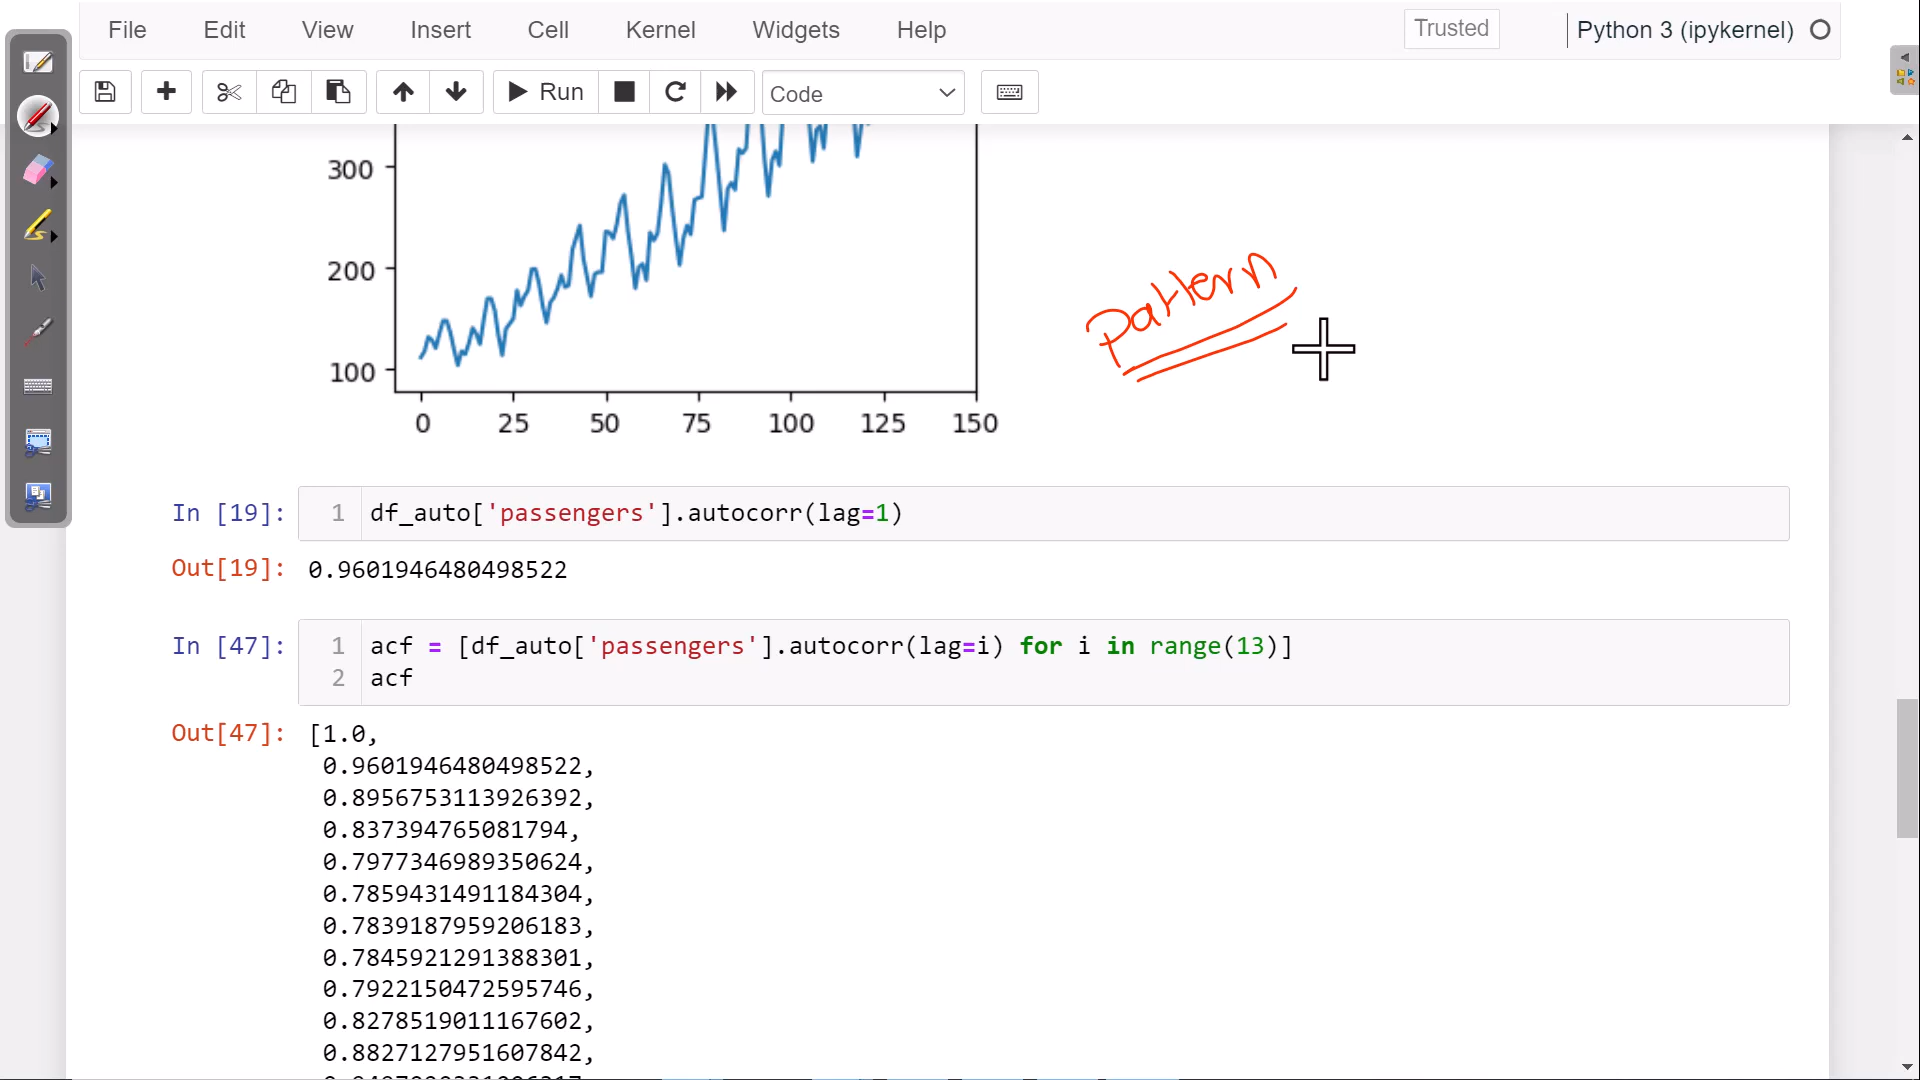 File Edit View Insert Cell Kernel Widgets Help Trusted Python 3 (ipykernel)
Run Code
300
200
100
0 25 50 75 100 125 150
pattern
In [19]: 1 df_auto['passengers'].autocorr(lag=1)
Out[19]: 0.9601946480498522
In [47]: 1 acf = [df_auto['passengers'].autocorr(lag=i) for i in range(13)]
2 acf
Out[47]: [1.0,
0.9601946480498522,
0.8956753113926392,
0.837394765081794,
0.7977346989350624,
0.7859431491184304,
0.7839187959206183,
0.7845921291388301,
0.7922150472595746,
0.8278519011167602,
0.8827127951607842,